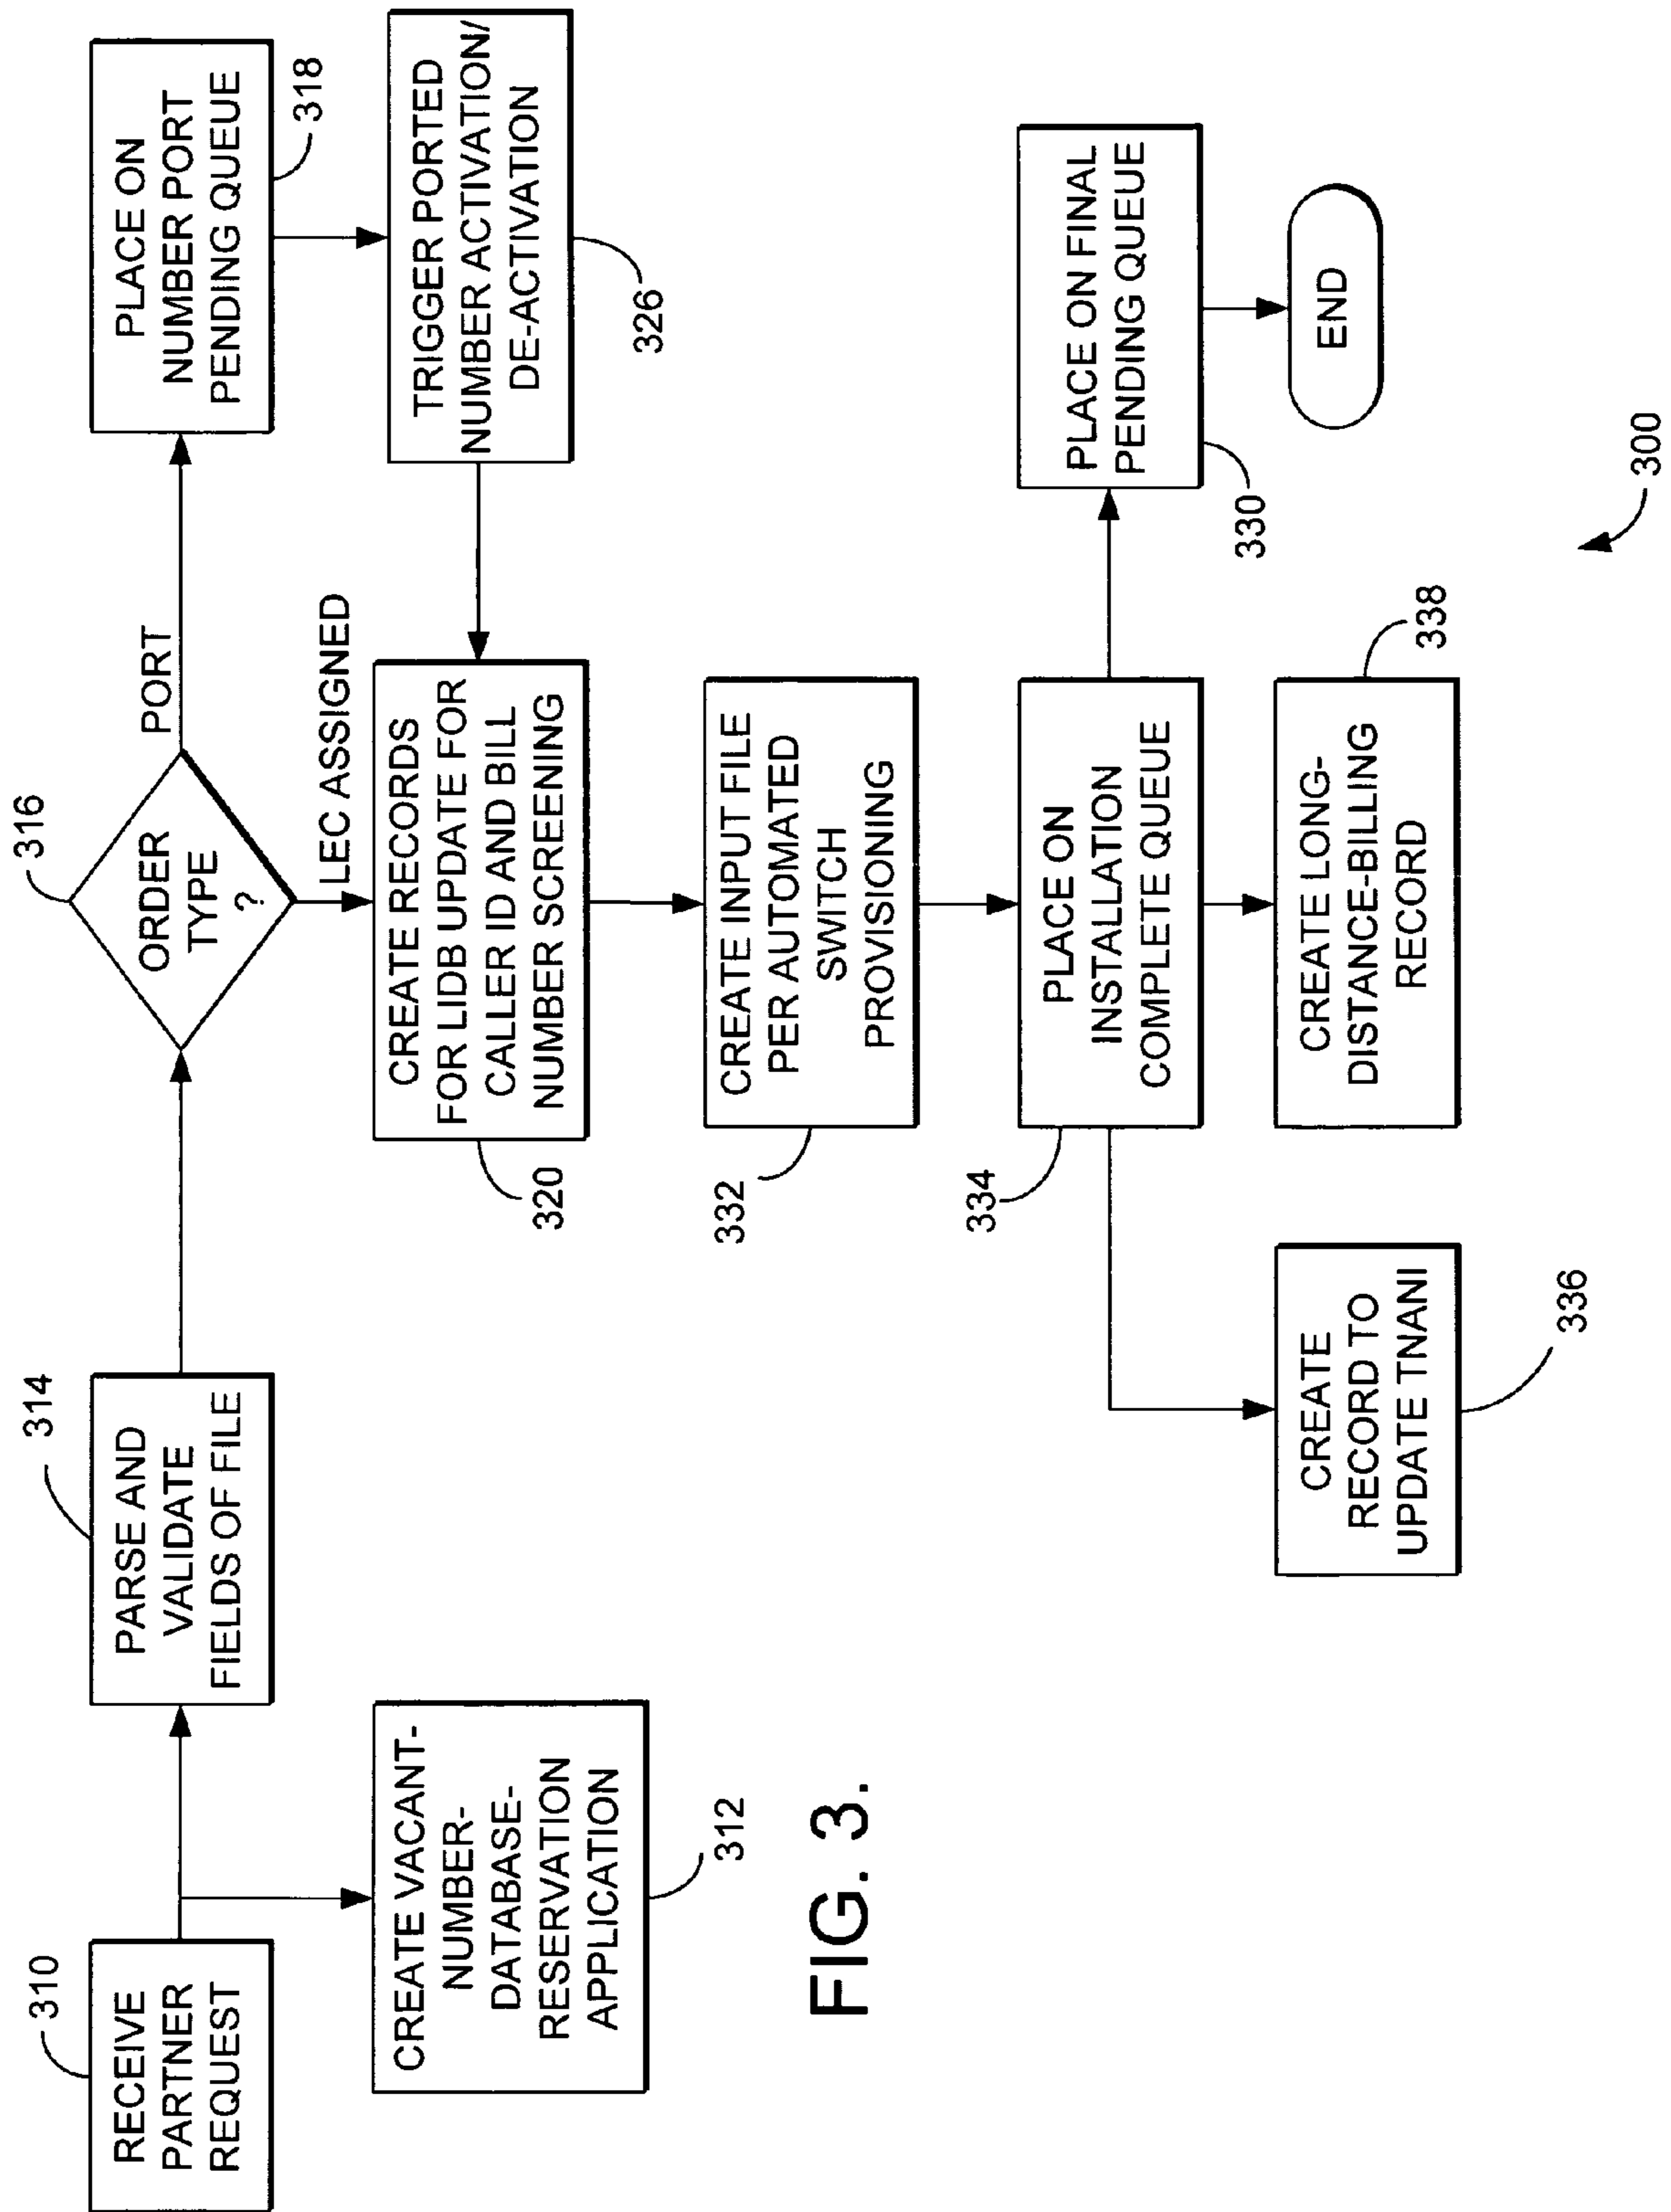 310
RECEIVE
PARTNER
REQUEST
CREATE VACANT-
NUMBER-
DATABASE-
RESERVATION
APPLICATION
312
314
PARSE AND
VALIDATE
FIELDS OF FILE
316
ORDER
TYPE
?
PORT
LEC ASSIGNED
PLACE ON
NUMBER PORT
PENDING QUEUE
318
TRIGGER PORTED
NUMBER ACTIVATION/
DE-ACTIVATION
326
CREATE RECORDS
FOR LIDB UPDATE FOR
CALLER ID AND BILL
NUMBER SCREENING
320
CREATE INPUT FILE
PER AUTOMATED
SWITCH
PROVISIONING
332
PLACE ON
INSTALLATION
COMPLETE QUEUE
334
PLACE ON FINAL
PENDING QUEUE
330
END
CREATE
RECORD TO
UPDATE TNANI
336
CREATE LONG-
DISTANCE-BILLING
RECORD
338
300
FIG. 3.